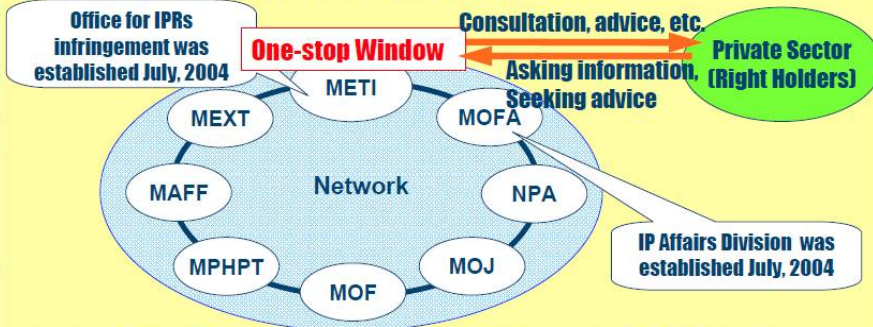 Office for IPRs
infringement was
established July, 2004
One-stop Window
Consultation, advice, etc.
Asking information,
Seeking advice
Private Sector
(Right Holders)
METI
MEXT
MOFA
MAFF
Network
NPA
MPHPT
MOF
MOJ
IP Affairs Division was
established July, 2004